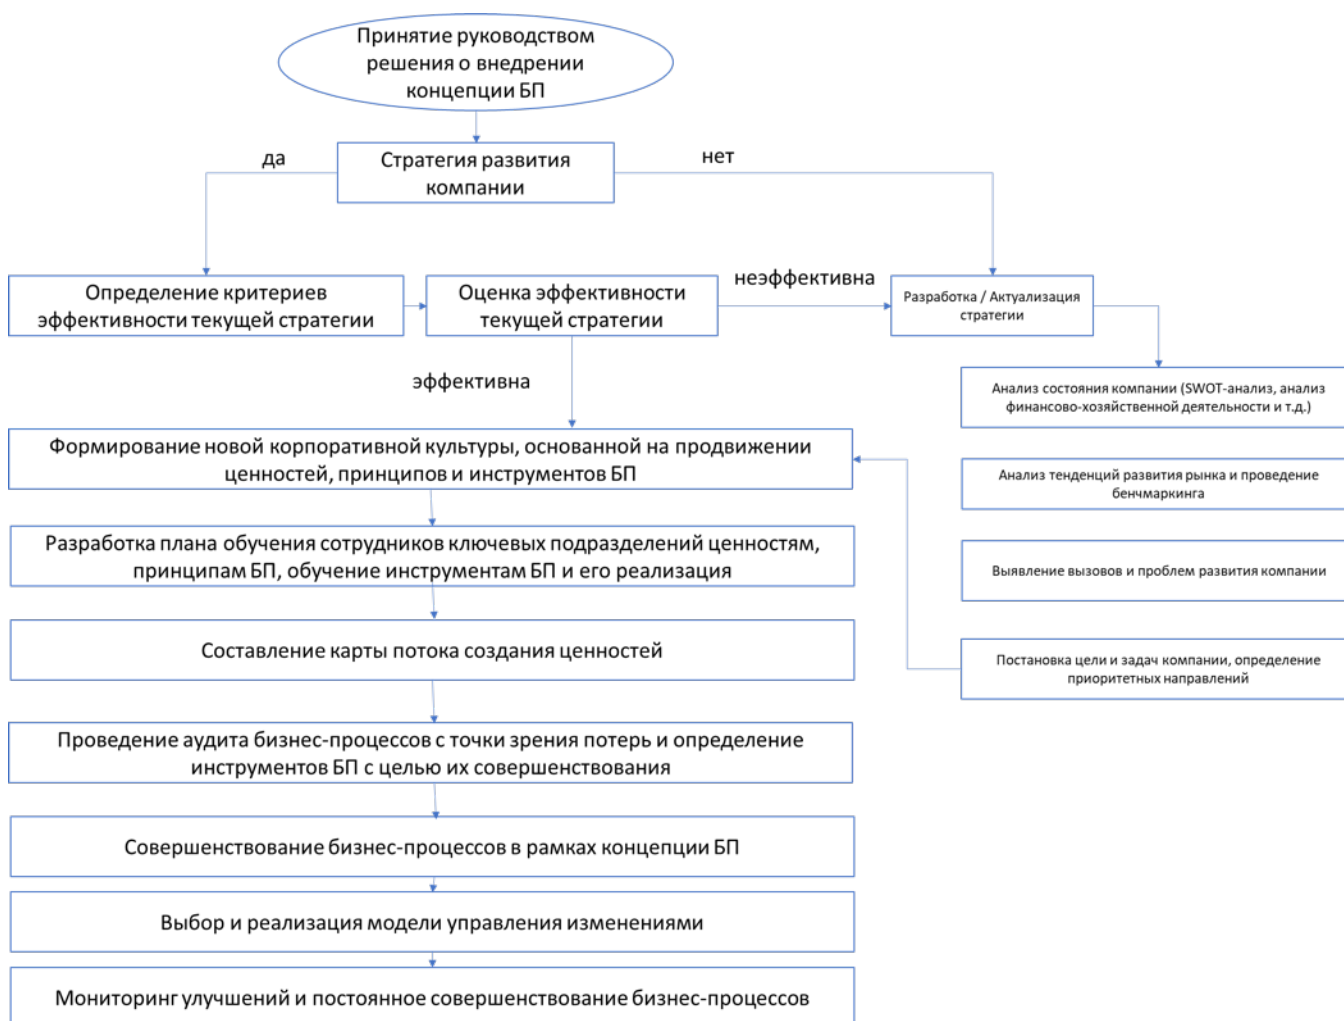 Принятие руководством
решения о внедрении
концепции БП
да
Стратегия развития
компании
нет
Определение критериев
эффективности текущей стратегии
Оценка эффективности
текущей стратегии
неэффективна
Разработка / Актуализация
стратегии
эффективна
Анализ состояния компании (SWOT-анализ, анализ
финансово-хозяйственной деятельности и т.д.)
Формирование новой корпоративной культуры, основанной на продвижении
ценностей, принципов и инструментов БП
Анализ тенденций развития рынка и проведение
бенчмаркинга
Разработка плана обучения сотрудников ключевых подразделений ценностям,
принципам БП, обучение инструментам БП и его реализация
Выявление вызовов и проблем развития компании
Составление карты потока создания ценностей
Постановка цели и задач компании, определение
приоритетных направлений
Проведение аудита бизнес-процессов с точки зрения потерь и определение
инструментов БП с целью их совершенствования
Совершенствование бизнес-процессов в рамках концепции БП
Выбор и реализация модели управления изменениями
Мониторинг улучшений и постоянное совершенствование бизнес-процессов